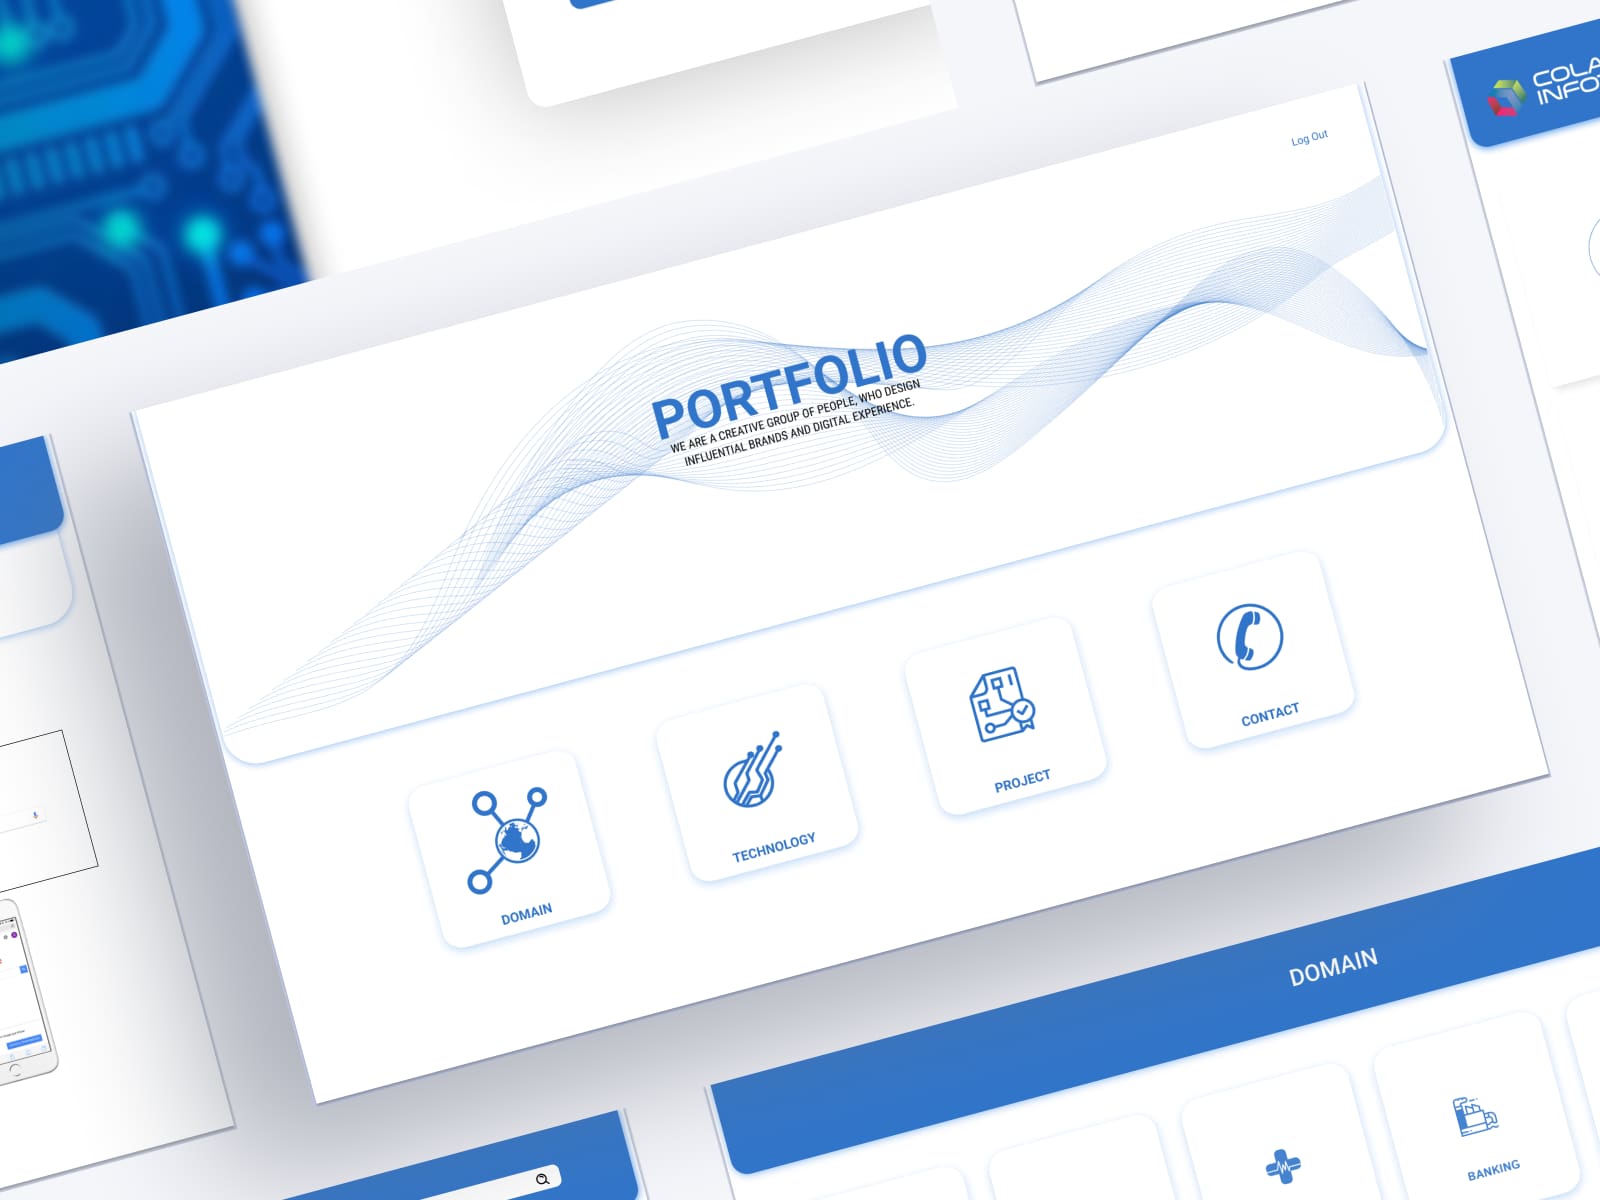 COLA
INFOT
Log Out
PORTFOLIO
WE ARE A CREATIVE GROUP OF PEOPLE, WHO DESIGN
INFLUENTIAL BRANDS AND DIGITAL EXPERIENCE.
CONTACT
PROJECT
TECHNOLOGY
DOMAIN
DOMAIN
BANKING